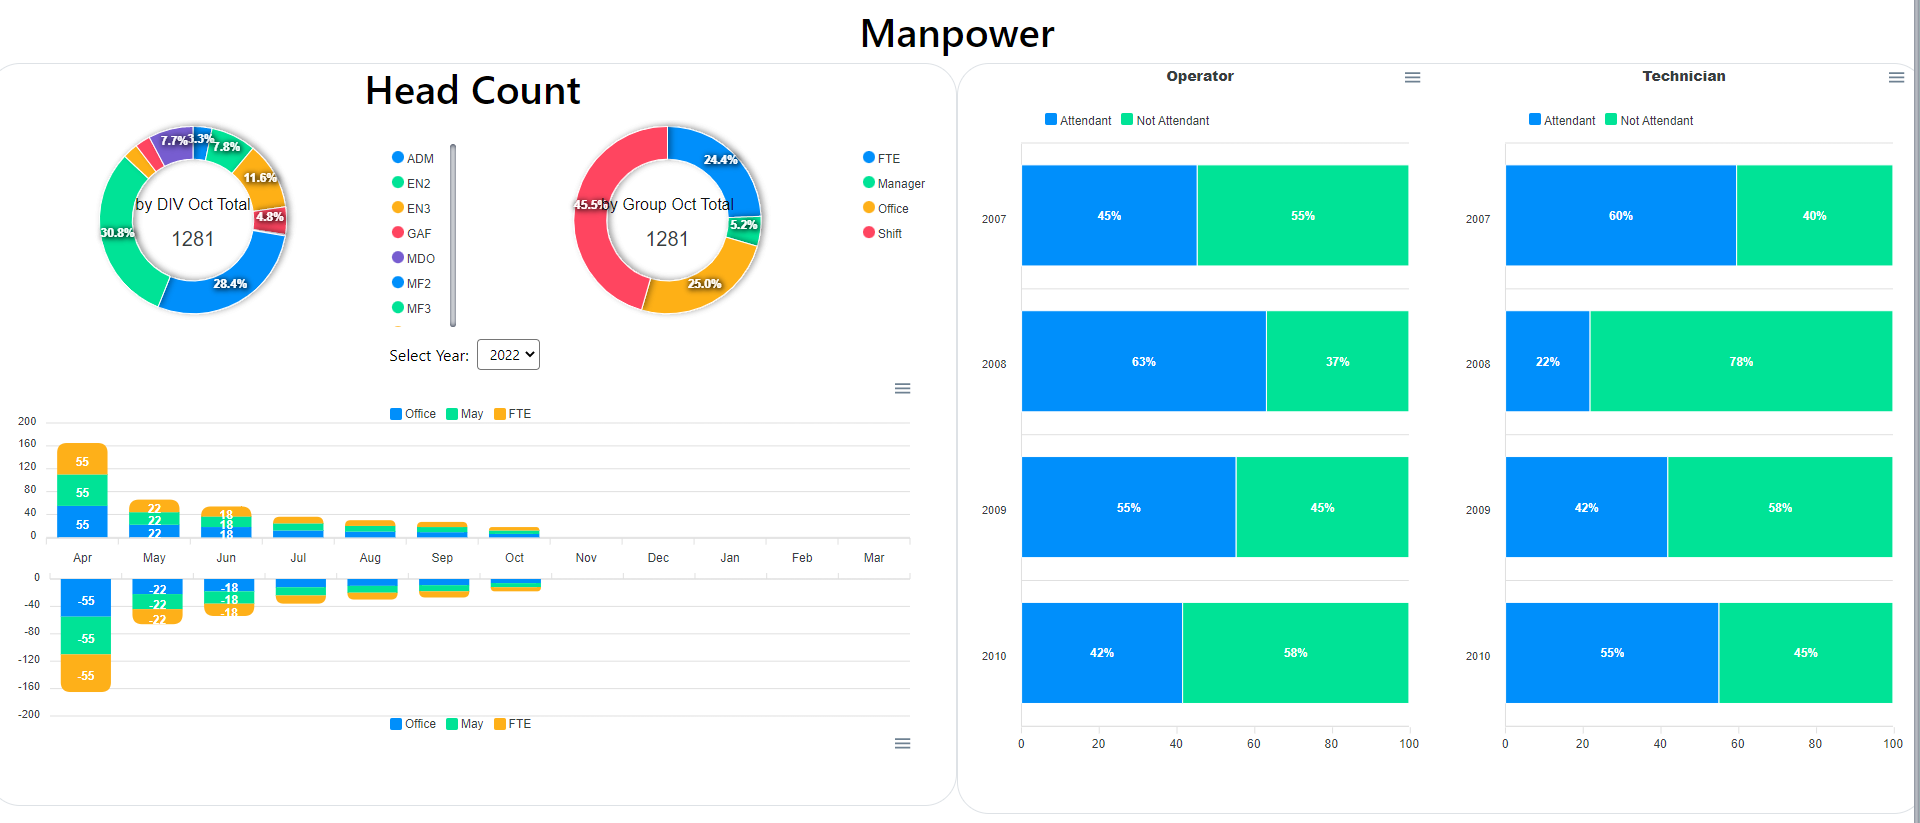 Manpower
Head Count
7.7%
3.3%
7.8%
11.6%
4.8%
28.4%
30.8%
by DIV Oct Total
1281
ADM
EN2
EN3
GAF
MDO
MF2
MF3
24.4%
5.2%
25.0%
45.5%
by Group Oct Total
1281
FTE
Manager
Office
Shift
Select Year: 2022
Office May FTE
200
160
120
80
40
0
55
55
55
22
22
22
18
18
18
Apr May Jun Jul Aug Sep Oct Nov Dec Jan Feb Mar
0
-40
-80
-120
-160
-200
-55
-55
-55
-22
-22
-22
-18
-18
-18
Office May FTE
Operator
Attendant Not Attendant
2007 45% 55%
2008 63% 37%
2009 55% 45%
2010 42% 58%
0 20 40 60 80 100
Technician
Attendant Not Attendant
2007 60% 40%
2008 22% 78%
2009 42% 58%
2010 55% 45%
0 20 40 60 80 100